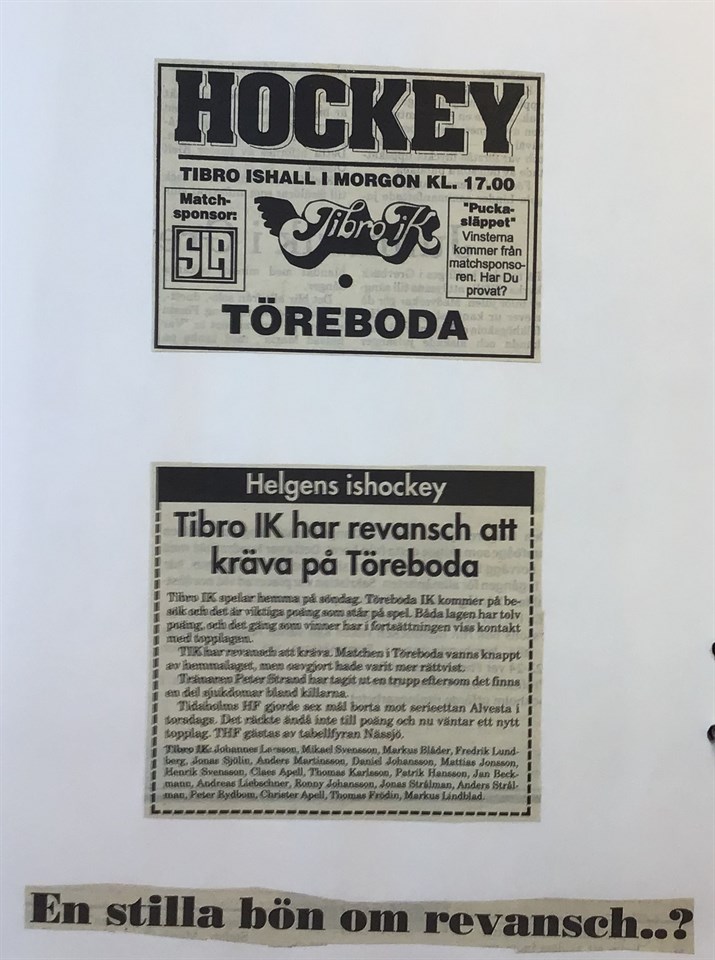 HOCKEY
TIBRO ISHALL I MORGON KL. 17.00
Match-
sponsor:
SLA
Tibro iK
"Pucka-
släppet"
Vinsterna
kommer från
matchsponso-
ren. Har Du
provat?
TÖREBODA
Helgens ishockey
Tibro IK har revansch att
kräva på Töreboda
Tibro IK spelar hemma på söndag. Töreboda IK kommer på be-
sök och det är viktiga poäng som står på spel. Båda lagen har tolv
poäng, och det gäng som vinner har i fortsättningen viss kontakt
med topplagen.
TIK har revansch att kräva. Matchen i Töreboda vanns knappt
av hemmalaget, men oavgjort hade varit mer rättvist.
Tränaren Peter Strand har tagit ut en trupp eftersom det finns
en del sjukdomar bland killarna.
Tidaholms HF gjorde sex mål borta mot serieettan Alvesta i
torsdags. Det räckte ändå inte till poäng och nu väntar ett nytt
topplag. THF gästas av tabellfyran Nässjö.
Tibro IK: Johannes Larsson, Mikael Svensson, Markus Bläder, Fredrik Lund-
berg, Jonas Sjölin, Anders Martinsson, Daniel Johansson, Mattias Jonsson,
Henrik Svensson, Claes Apell, Thomas Karlsson, Patrik Hansson, Jan Beck-
mann, Andreas Liebschner, Ronny Johansson, Jonas Strålman, Anders Strål-
man, Peter Rydbom, Christer Apell, Thomas Frödin, Markus Lindblad.
En stilla bön om revansch..?